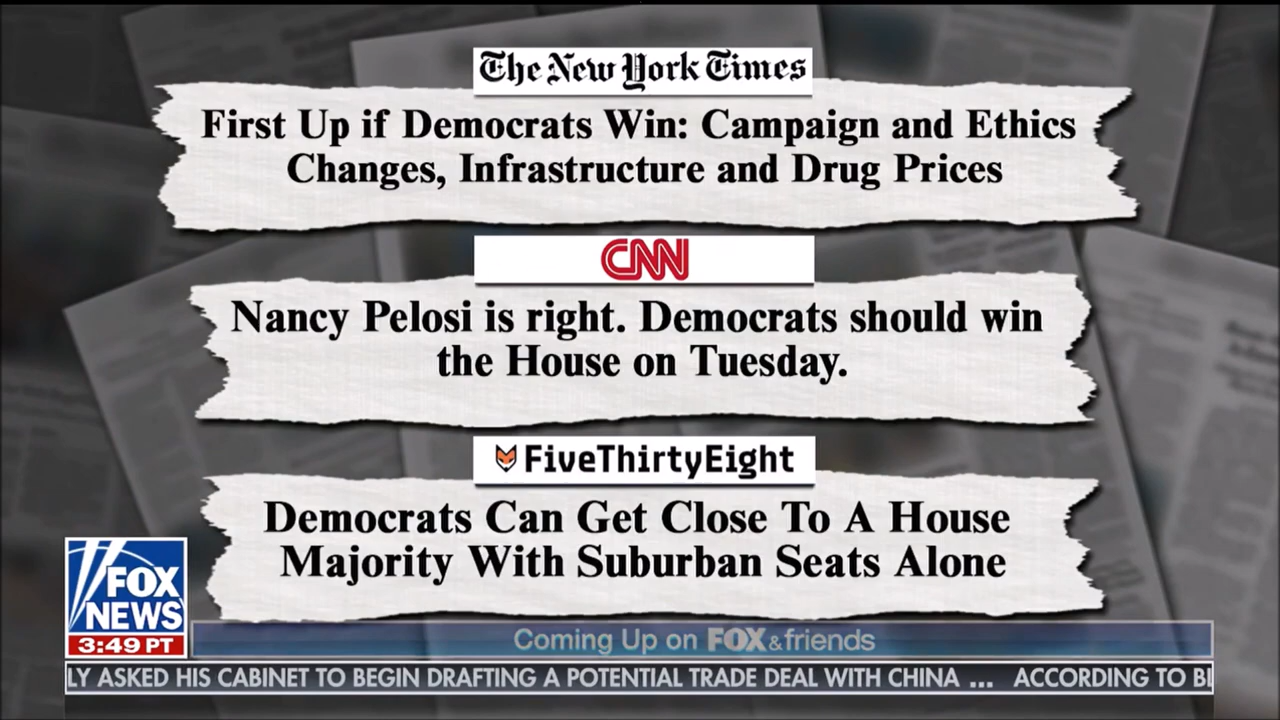 The New York Times
First Up if Democrats Win: Campaign and Ethics
Changes, Infrastructure and Drug Prices
CNN
Nancy Pelosi is right. Democrats should win
the House on Tuesday.
FiveThirtyEight
Democrats Can Get Close To A House
Majority With Suburban Seats Alone
FOX
NEWS
3:49 PT
Coming Up on FOX & friends
LY ASKED HIS CABINET TO BEGIN DRAFTING A POTENTIAL TRADE DEAL WITH CHINA ... ACCORDING TO BL